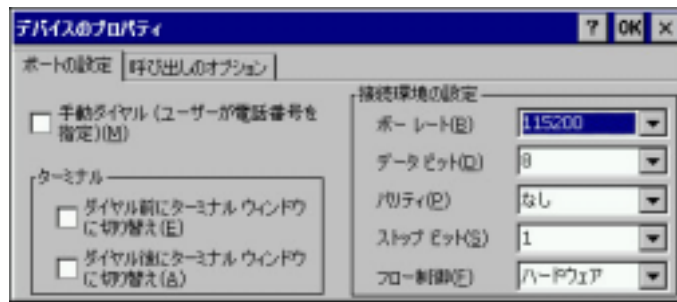 デバイスのプロパティ ? OK ×
ポートの設定 呼び出しのオプション
手動ダイヤル (ユーザーが電話番号を
指定)(M)
ターミナル
ダイヤル前にターミナル ウィンドウ
に切り替え(E)
ダイヤル後にターミナル ウィンドウ
に切り替え(A)
接続環境の設定
ボー レート(B) 115200
データ ビット(D) 8
パリティ(P) なし
ストップ ビット(S) 1
フロー制御(F) ハードウェア